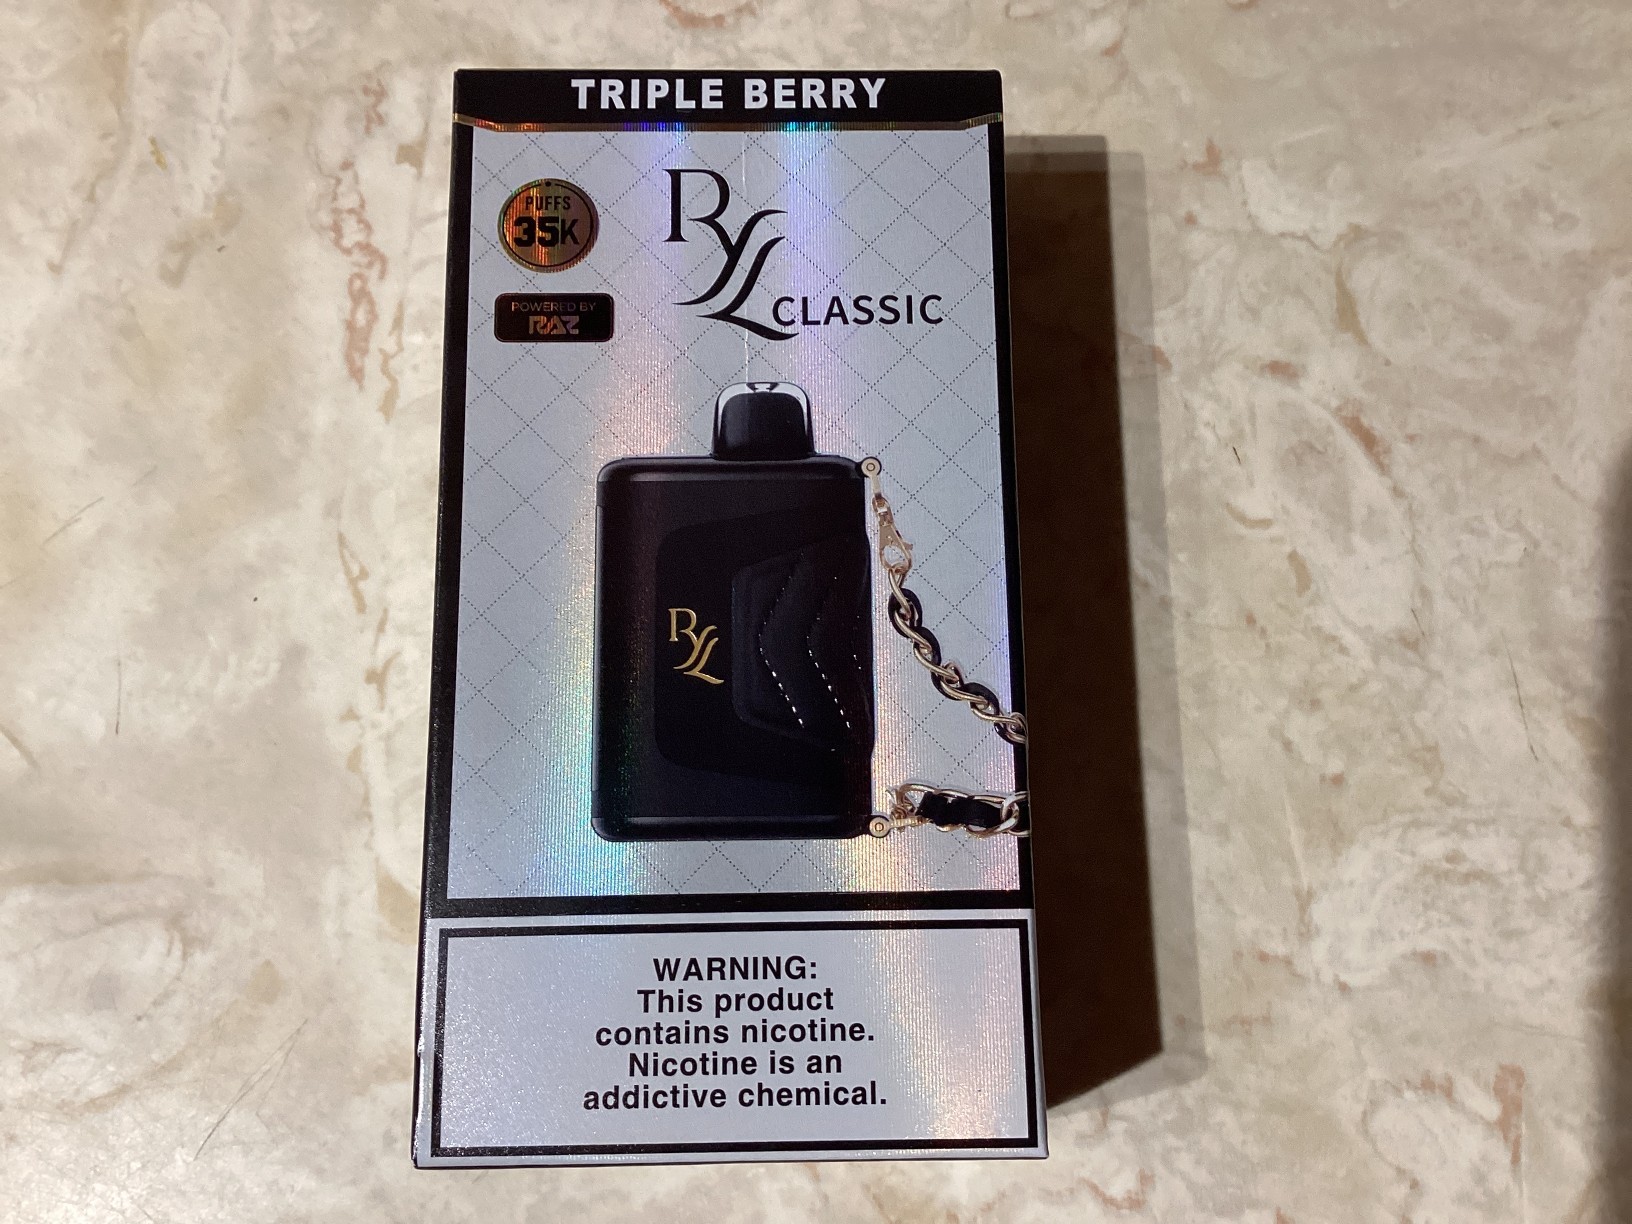 TRIPLE BERRY
PUFFS
35K
RYL
CLASSIC
POWERED BY
RAZ
RYL
WARNING:
This product
contains nicotine.
Nicotine is an
addictive chemical.